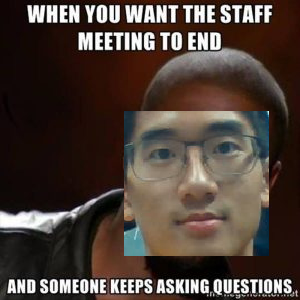 WHEN YOU WANT THE STAFF
MEETING TO END
AND SOMEONE KEEPS ASKING QUESTIONS